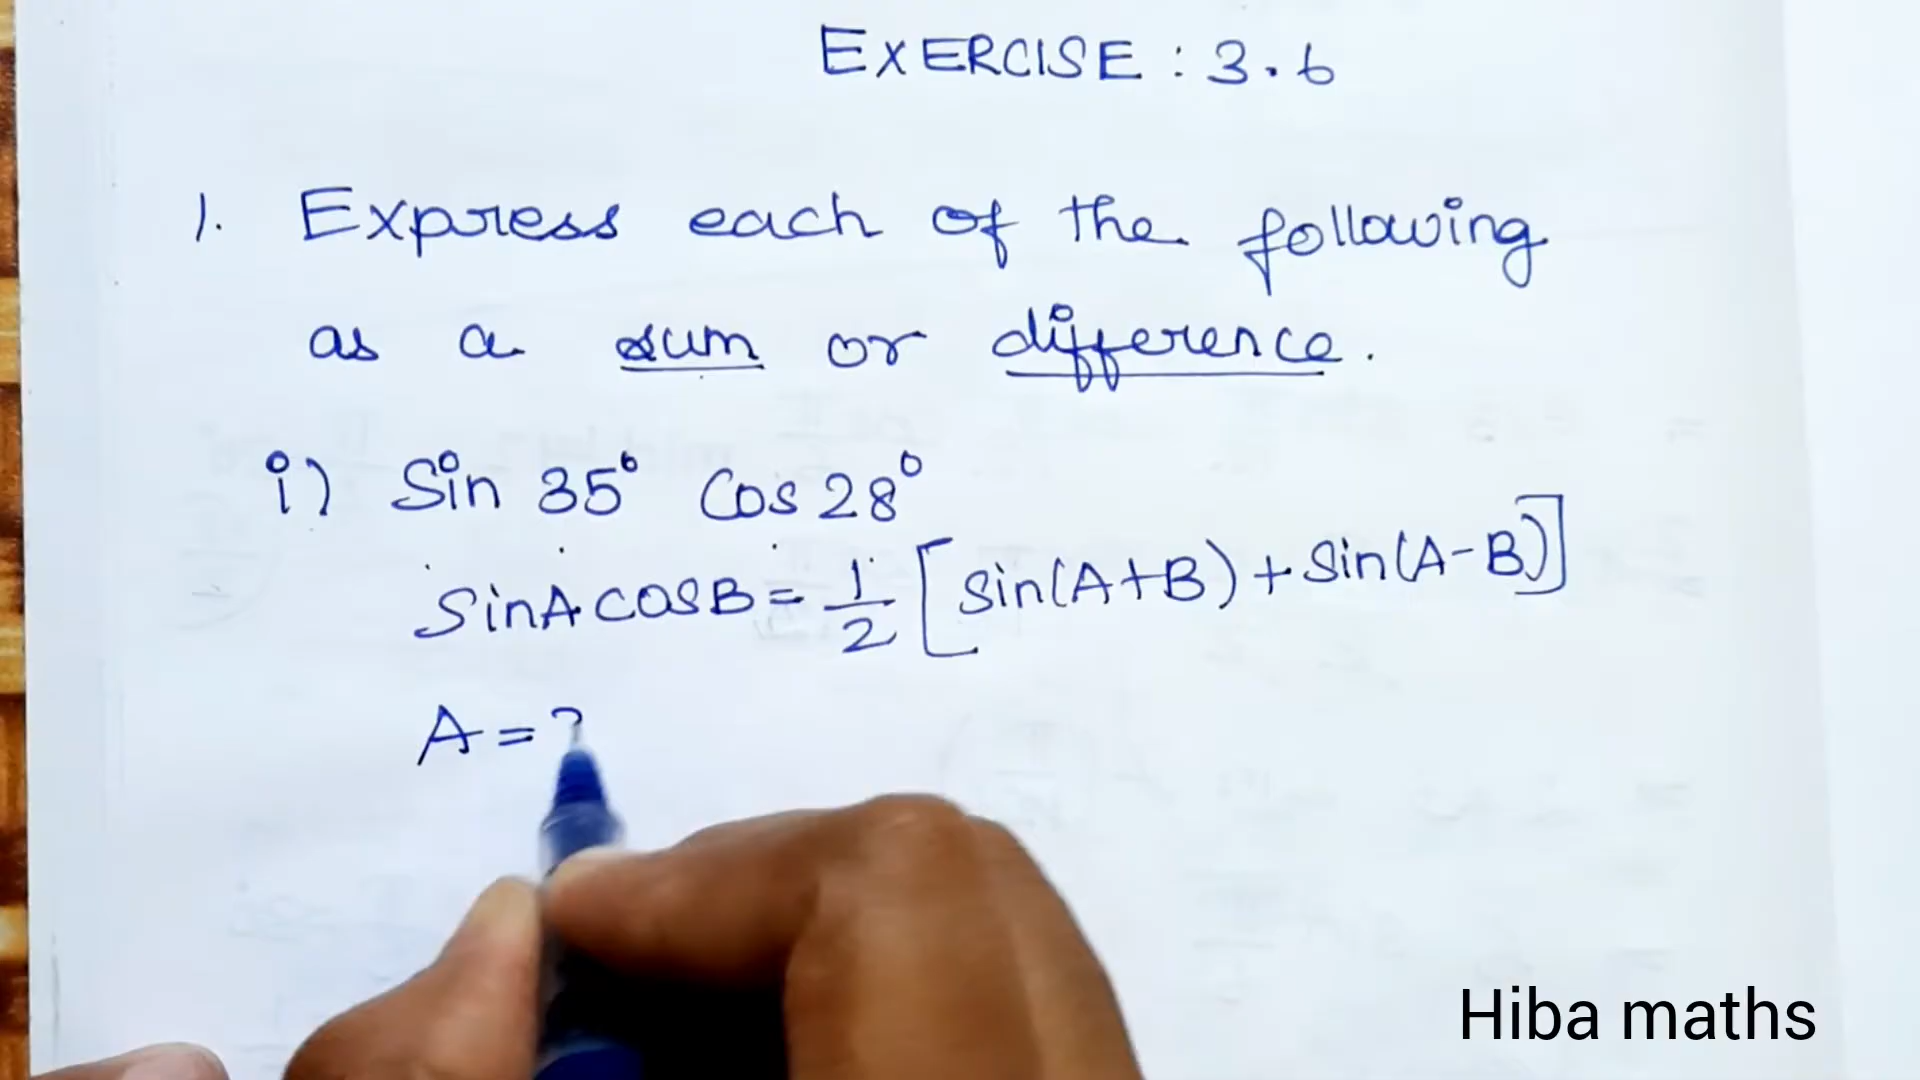 EXERCISE : 3.6
1. Express each of the following
as a sum or difference.
i) Sin 35° Cos 28°
SinA cosB = 1/2 [Sin(A+B) + Sin(A-B)]
A =
Hiba maths